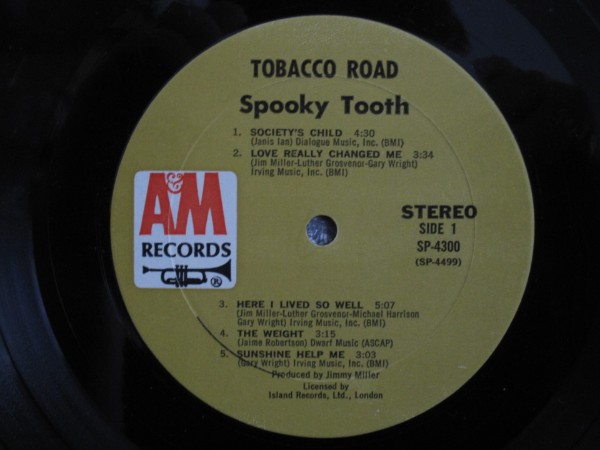 TOBACCO ROAD
Spooky Tooth
1. SOCIETY'S CHILD 4:30
(Janis Ian) Dialogue Music, Inc. (BMI)
2. LOVE REALLY CHANGED ME 3:34
(Jim Miller-Luther Grosvenor-Gary Wright)
Irving Music, Inc. (BMI)
A&M
RECORDS
®
STEREO
SIDE 1
SP-4300
(SP-4499)
3. HERE I LIVED SO WELL 5:07
(Jim Miller-Luther Grosvenor-Michael Harrison
Gary Wright) Irving Music, Inc. (BMI)
4. THE WEIGHT 3:15
(Jaime Robertson) Dwarf Music (ASCAP)
5. SUNSHINE HELP ME 3:03
(Gary Wright) Irving Music, Inc. (BMI)
Produced by Jimmy Miller
Licensed by
Island Records, Ltd., London